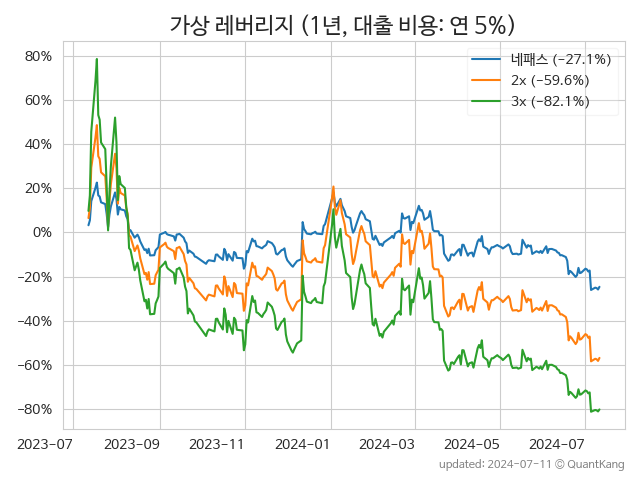 가상 레버리지 (1년, 대출 비용: 연 5%)
네패스 (−27.1%)
2x (−59.6%)
3x (−82.1%)
80%
60%
40%
20%
0%
−20%
−40%
−60%
−80%
2023-07 2023-09 2023-11 2024-01 2024-03 2024-05 2024-07
updated: 2024-07-11 © QuantKang